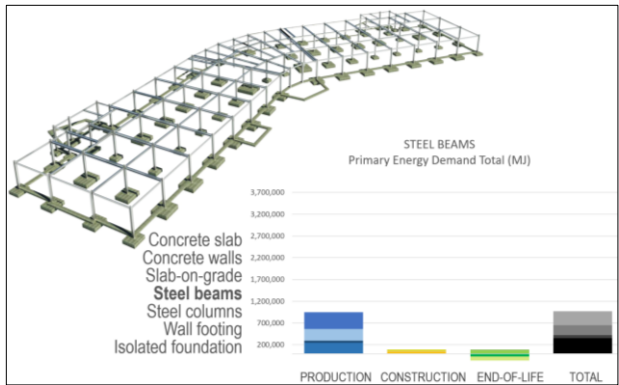 STEEL BEAMS
Primary Energy Demand Total (MJ)
3,700,000
3,200,000
2,700,000
2,200,000
1,700,000
1,200,000
700,000
200,000
Concrete slab
Concrete walls
Slab-on-grade
Steel beams
Steel columns
Wall footing
Isolated foundation
PRODUCTION CONSTRUCTION END-OF-LIFE TOTAL